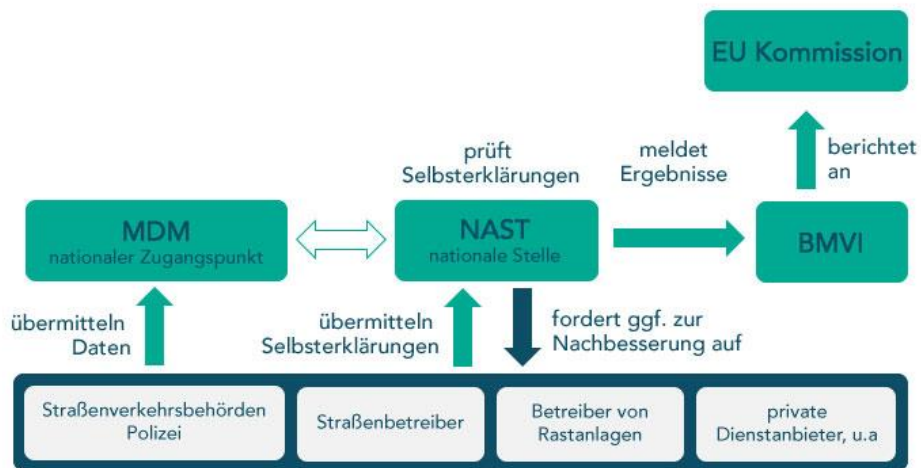 EU Kommission
prüft
Selbsterklärungen
meldet
Ergebnisse
berichtet
an
MDM
nationaler Zugangspunkt
NAST
nationale Stelle
BMVI
übermitteln
Daten
übermitteln
Selbsterklärungen
fordert ggf. zur
Nachbesserung auf
Straßenverkehrsbehörden
Polizei
Straßenbetreiber
Betreiber von
Rastanlagen
private
Dienstanbieter, u.a